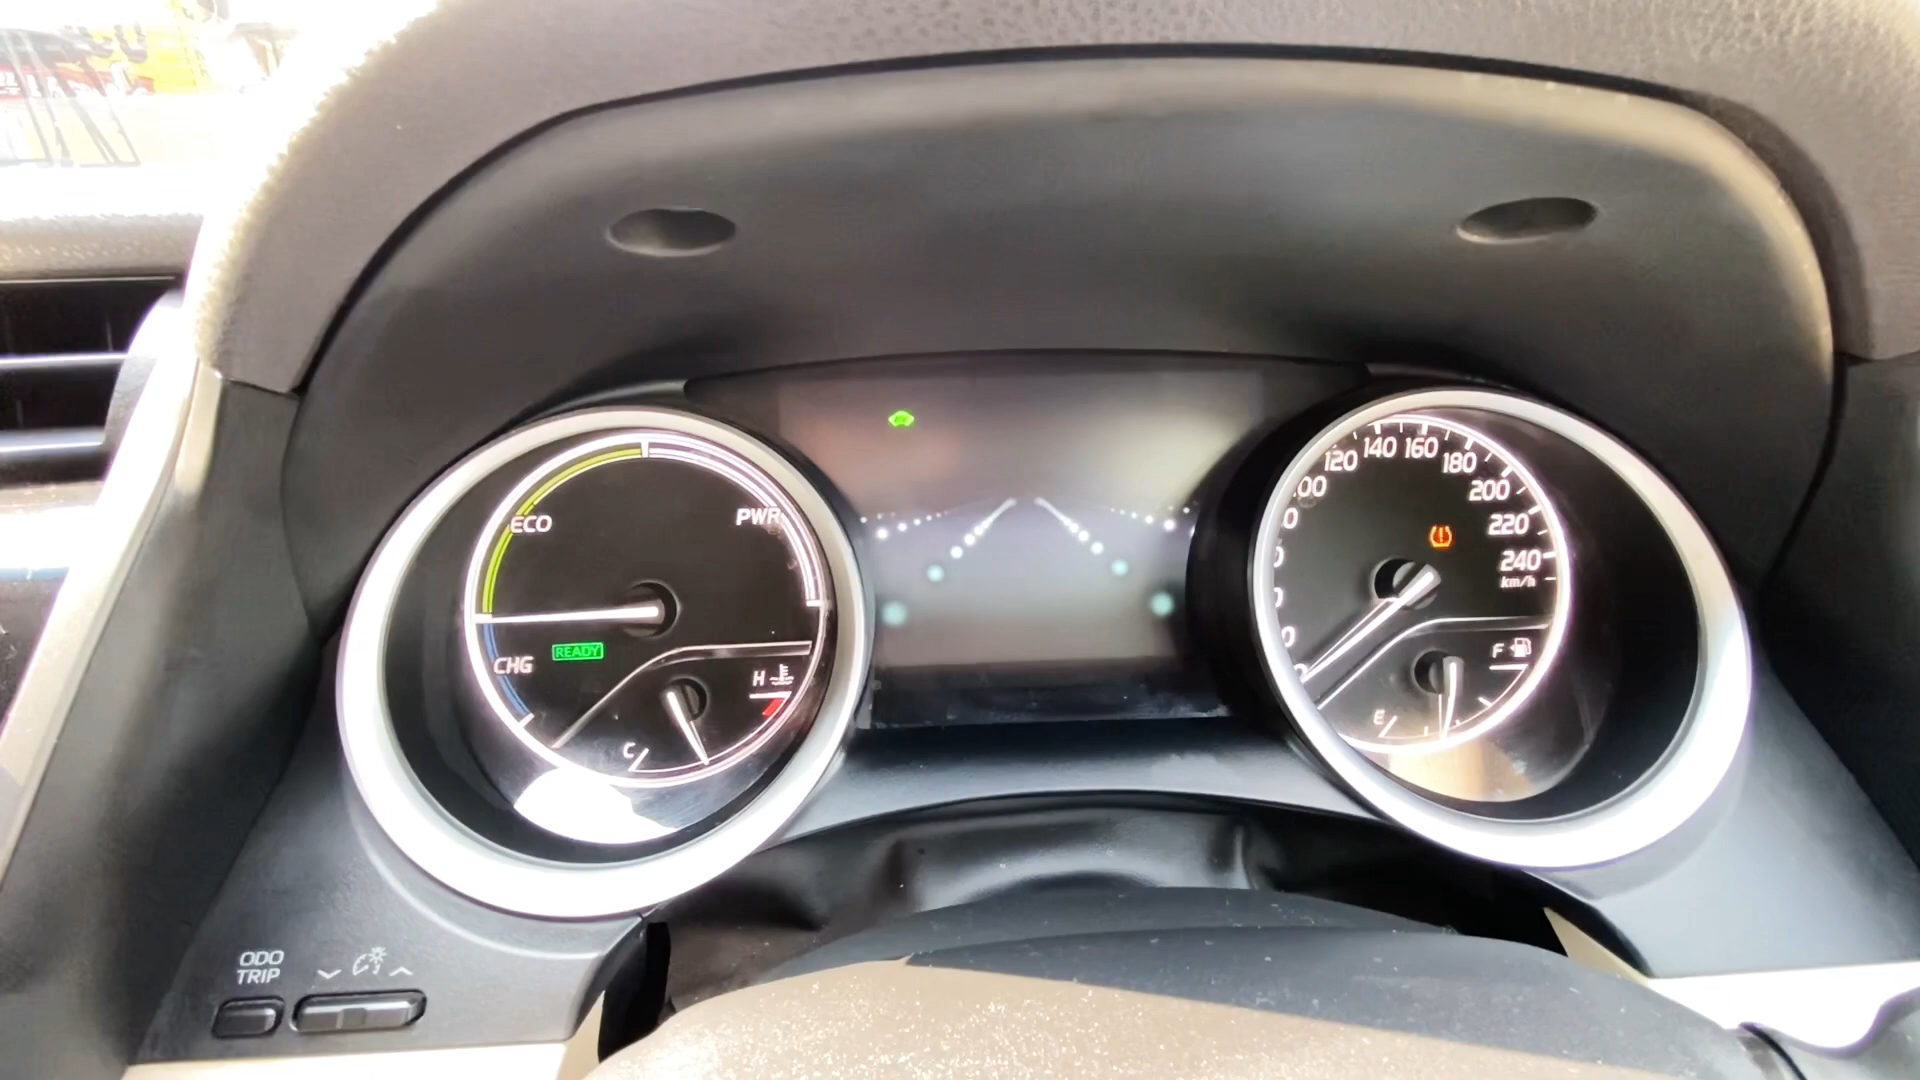 ECO
PWR
CHG
READY
H
C
120
140
160
180
200
220
240
km/h
F
E
ODO
TRIP